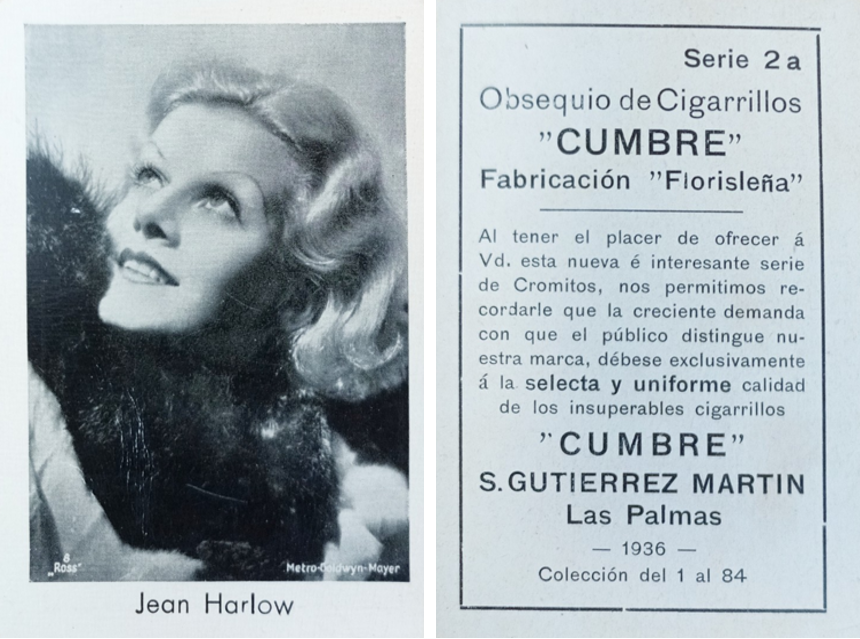 8
„Ross"
Metro-Goldwyn-Mayer
Jean Harlow
Serie 2a
Obsequio de Cigarrillos
”CUMBRE”
Fabricación ”Florisleña”
Al tener el placer de ofrecer á
Vd. esta nueva é interesante serie
de Cromitos, nos permitimos re-
cordarle que la creciente demanda
con que el público distingue nu-
estra marca, débese exclusivamente
á la selecta y uniforme calidad
de los insuperables cigarrillos
”CUMBRE”
S. GUTIERREZ MARTIN
Las Palmas
— 1936 —
Colección del 1 al 84